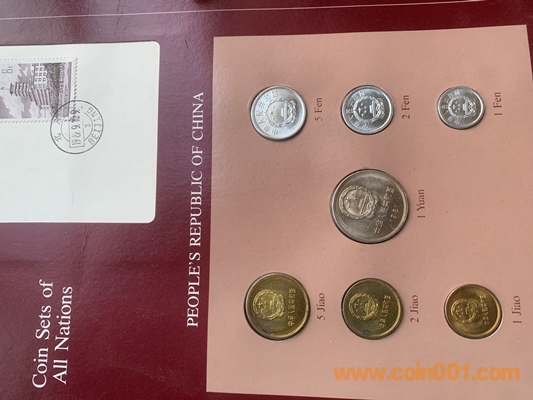 Coin Sets of
All Nations
PEOPLE'S REPUBLIC OF CHINA
5 Fen
2 Fen
1 Fen
1 Yuan
5 Jiao
2 Jiao
1 Jiao
www.coin001.com